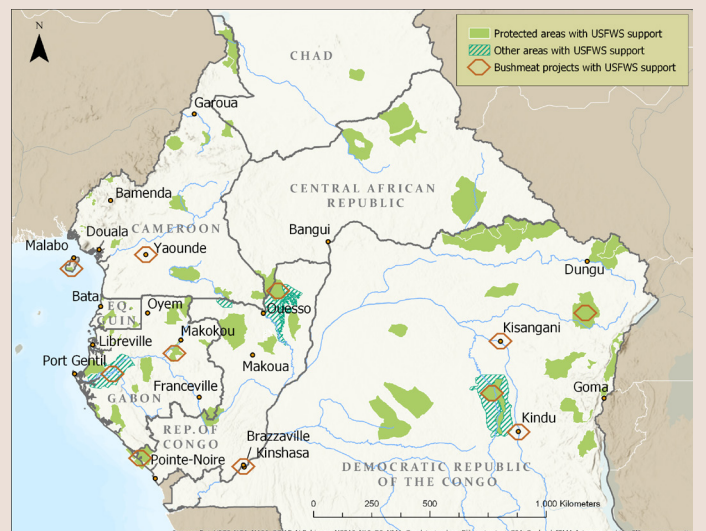 N
Protected areas with USFWS support
Other areas with USFWS support
Bushmeat projects with USFWS support
CHAD
Garoua
CENTRAL AFRICAN
REPUBLIC
Bamenda
CAMEROON
Bangui
Douala
Malabo
Yaounde
Dungu
Bata
EQ.
GUIN
Oyem
Ouesso
Makokou
Kisangani
Libreville
Port Gentil
Makoua
Franceville
Goma
GABON
Kindu
REP. OF
CONGO
Brazzaville
Kinshasa
Pointe-Noire
DEMOCRATIC REPUBLIC
OF THE CONGO
0 250 500 1,000 Kilometers